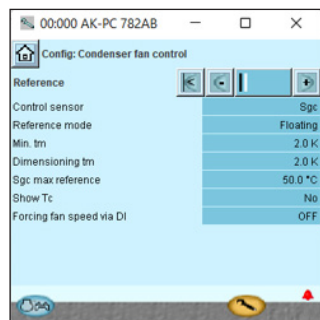 00:000 AK-PC 782AB
Config: Condenser fan control
Reference
Control sensor Sgc
Reference mode Floating
Min. tm 2.0 K
Dimensioning tm 2.0 K
Sgc max reference 50.0 °C
Show Tc No
Forcing fan speed via DI OFF